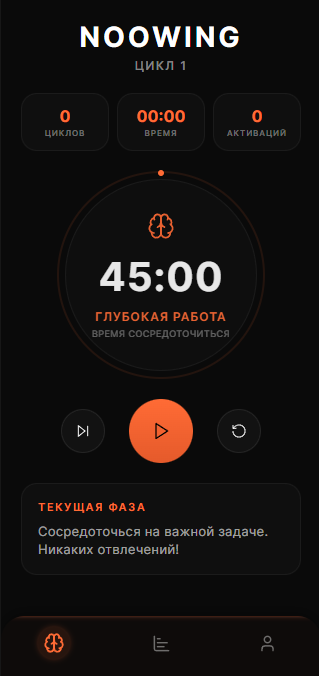 NOOWING
ЦИКЛ 1
0
ЦИКЛОВ
00:00
ВРЕМЯ
0
АКТИВАЦИЙ
45:00
ГЛУБОКАЯ РАБОТА
ВРЕМЯ СОСРЕДОТОЧИТЬСЯ
ТЕКУЩАЯ ФАЗА
Сосредоточься на важной задаче.
Никаких отвлечений!